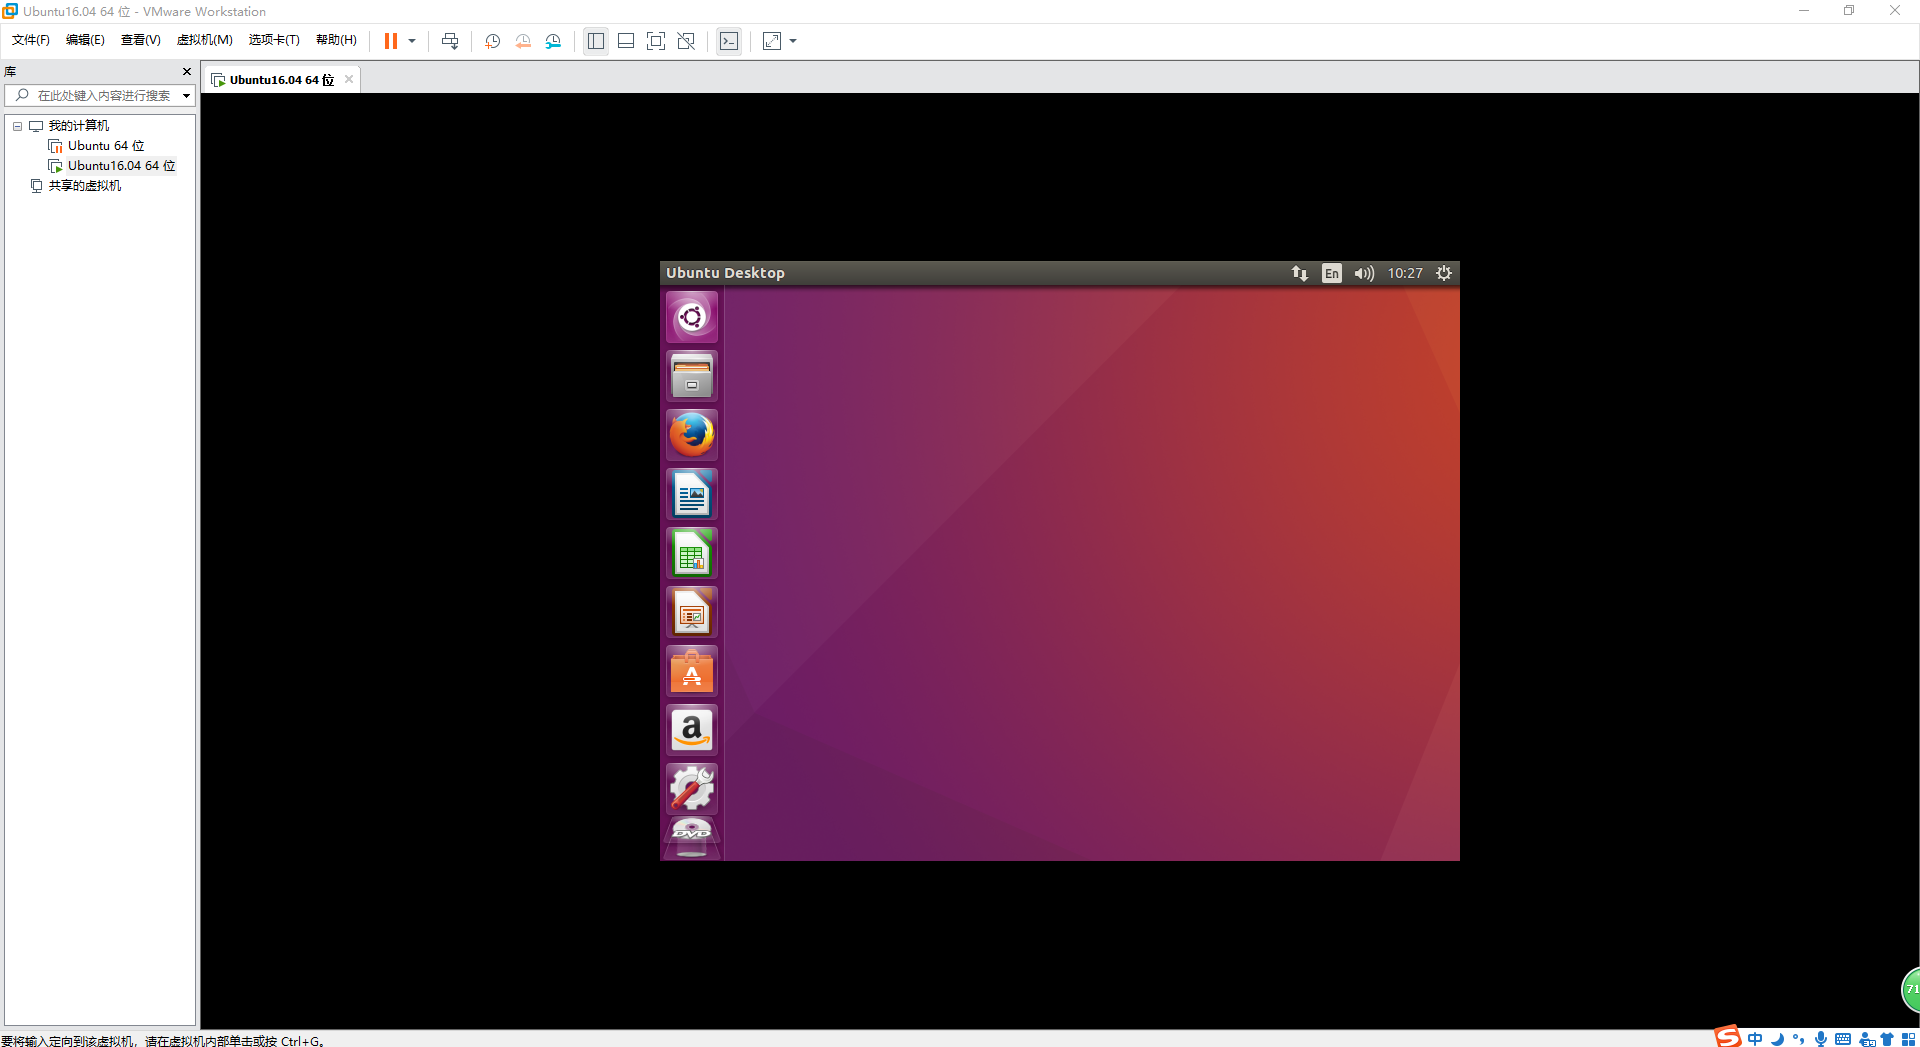 Ubuntu16.04 64 位 - VMware Workstation
文件(F) 编辑(E) 查看(V) 虚拟机(M) 选项卡(T) 帮助(H)
库
Ubuntu16.04 64 位
在此处键入内容进行搜索
我的计算机
Ubuntu 64 位
Ubuntu16.04 64 位
共享的虚拟机
Ubuntu Desktop En 10:27
A
a
DVD
71
要将输入定向到该虚拟机，请在虚拟机内部单击或按 Ctrl+G。
S 中